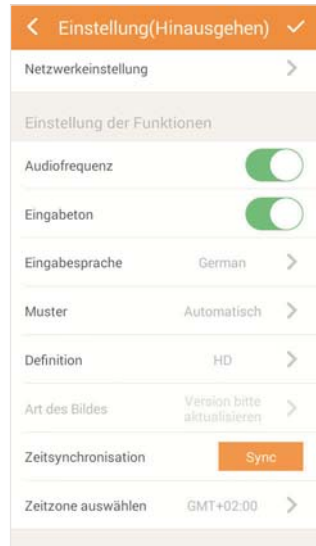 Einstellung(Hinausgehen)
Netzwerkeinstellung
Einstellung der Funktionen
Audiofrequenz
Eingabeton
Eingabesprache German
Muster Automatisch
Definition HD
Art des Bildes Version bitte
aktualisieren
Zeitsynchronisation Sync
Zeitzone auswählen GMT+02:00